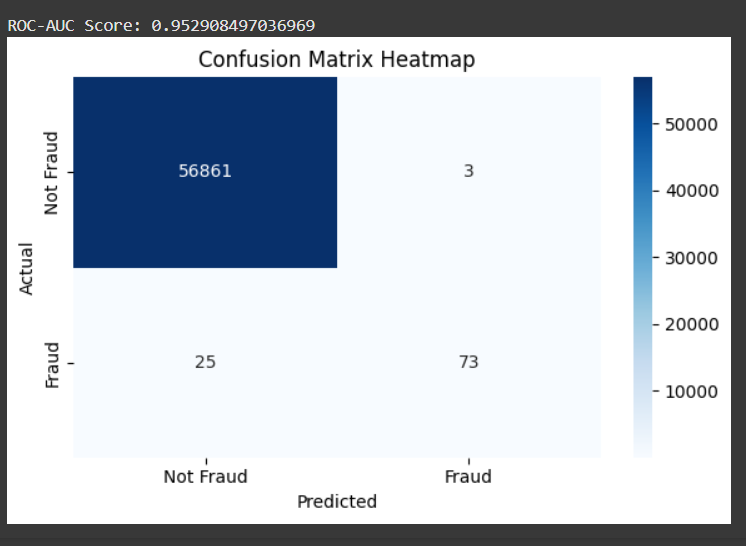 ROC-AUC Score: 0.952908497036969
Confusion Matrix Heatmap
Actual
Not Fraud
Fraud
56861
3
25
73
Not Fraud
Fraud
Predicted
50000
40000
30000
20000
10000